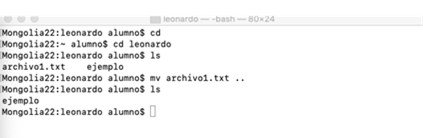 leonardo — -bash — 80×24
Mongolia22:leonardo alumno$ cd
Mongolia22:~ alumno$ cd leonardo
Mongolia22:leonardo alumno$ ls
archivo1.txt    ejemplo
Mongolia22:leonardo alumno$ mv archivo1.txt ..
Mongolia22:leonardo alumno$ ls
ejemplo
Mongolia22:leonardo alumno$